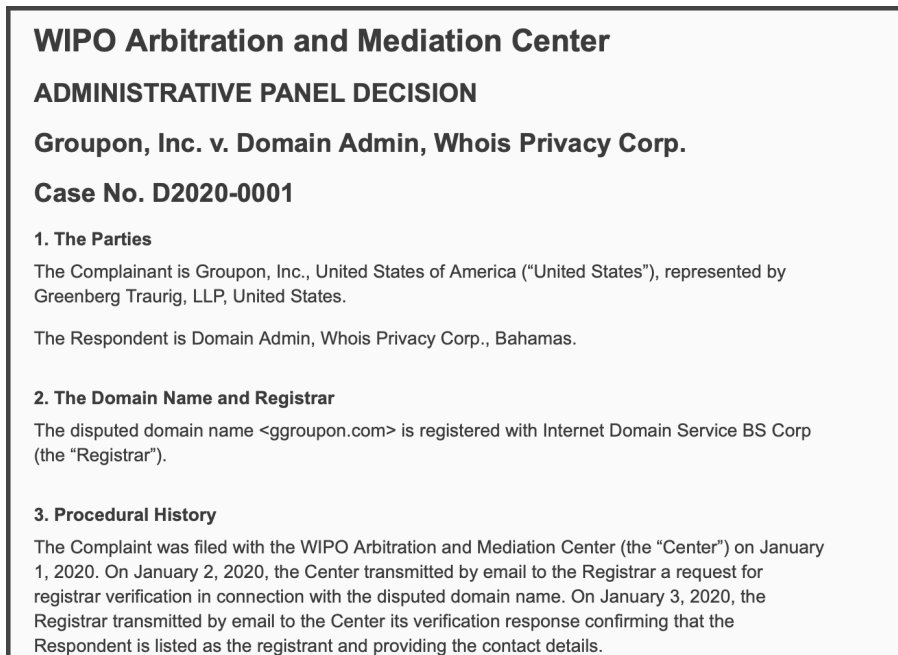 WIPO Arbitration and Mediation Center
ADMINISTRATIVE PANEL DECISION
Groupon, Inc. v. Domain Admin, Whois Privacy Corp.
Case No. D2020-0001
1. The Parties
The Complainant is Groupon, Inc., United States of America (“United States”), represented by
Greenberg Traurig, LLP, United States.
The Respondent is Domain Admin, Whois Privacy Corp., Bahamas.
2. The Domain Name and Registrar
The disputed domain name <ggroupon.com> is registered with Internet Domain Service BS Corp
(the “Registrar”).
3. Procedural History
The Complaint was filed with the WIPO Arbitration and Mediation Center (the “Center”) on January
1, 2020. On January 2, 2020, the Center transmitted by email to the Registrar a request for
registrar verification in connection with the disputed domain name. On January 3, 2020, the
Registrar transmitted by email to the Center its verification response confirming that the
Respondent is listed as the registrant and providing the contact details.